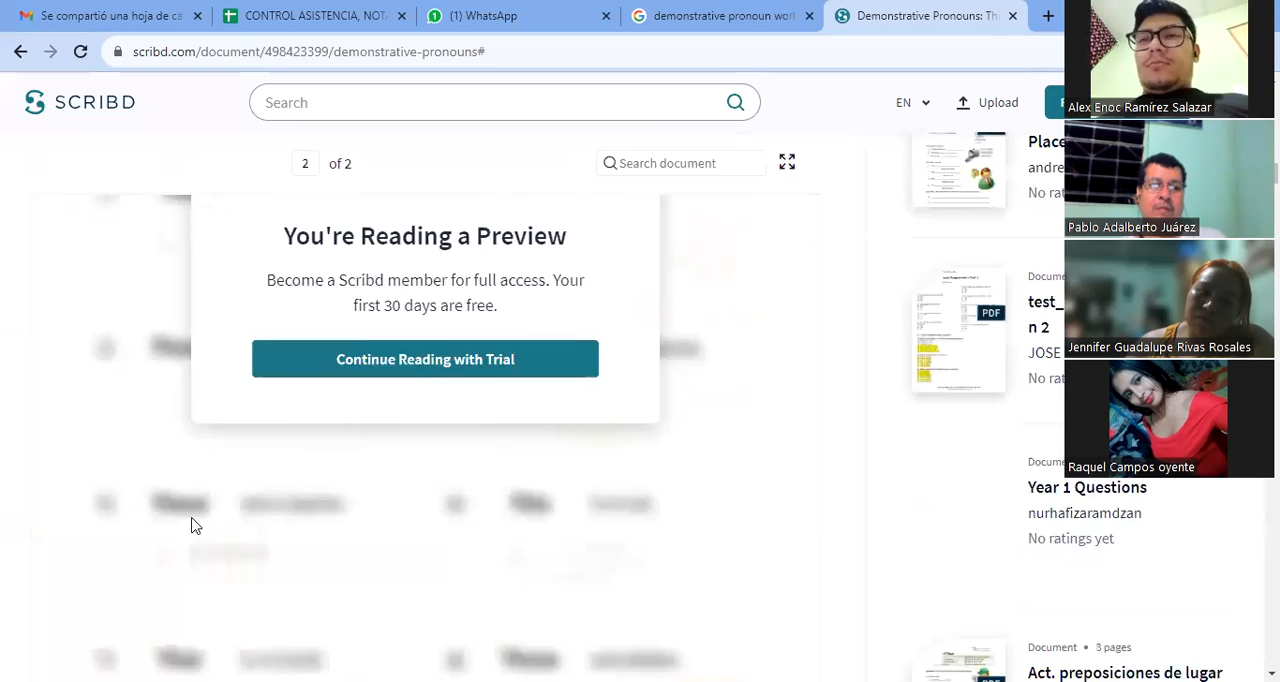 Se compartió una hoja de ca
CONTROL ASISTENCIA, NOTA
(1) WhatsApp
demonstrative pronoun worl
Demonstrative Pronouns: Th
scribd.com/document/498423399/demonstrative-pronouns#
SCRIBD
Search
EN
Upload
2 of 2
Search document
You're Reading a Preview
Become a Scribd member for full access. Your
first 30 days are free.
Continue Reading with Trial
Place
andre
No rat
PDF
Docume
test_
n 2
JOSE
No rat
Docum
Year 1 Questions
nurhafizaramdzan
No ratings yet
Document • 3 pages
Act. preposiciones de lugar
Alex Enoc Ramírez Salazar
Pablo Adalberto Juárez
Jennifer Guadalupe Rivas Rosales
Raquel Campos oyente